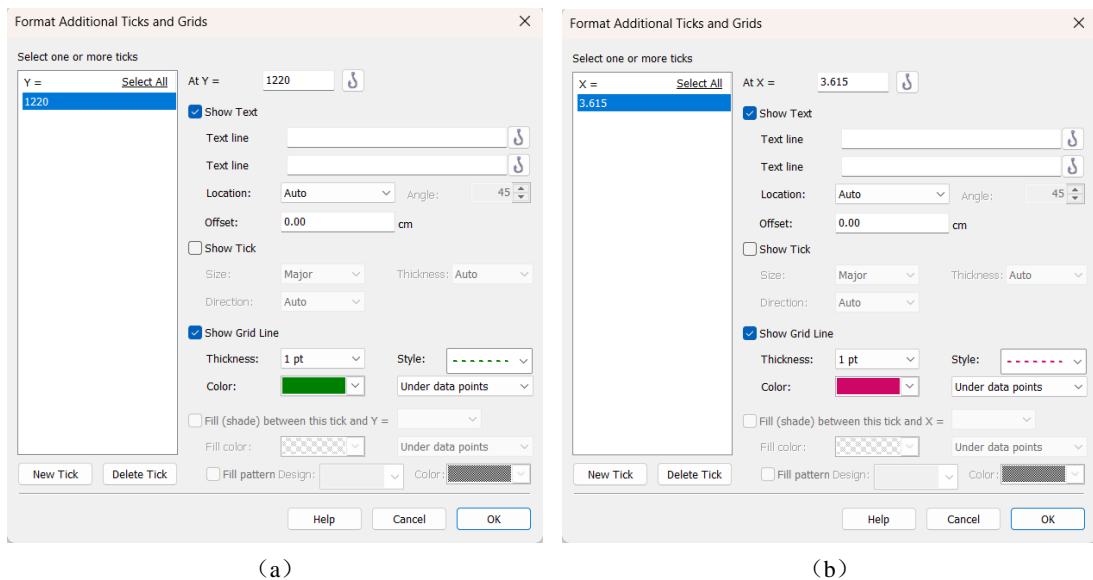 Format Additional Ticks and Grids
Select one or more ticks
Y = Select All
1220
At Y = 1220
Show Text
Text line
Text line
Location: Auto Angle: 45
Offset: 0.00 cm
Show Tick
Size: Major Thickness: Auto
Direction: Auto
Show Grid Line
Thickness: 1 pt Style:
Color: Under data points
Fill (shade) between this tick and Y =
Fill color: Under data points
Fill pattern Design: Color:
New Tick Delete Tick
Help Cancel OK
(a)
Format Additional Ticks and Grids
Select one or more ticks
X = Select All
3.615
At X = 3.615
Show Text
Text line
Text line
Location: Auto Angle: 45
Offset: 0.00 cm
Show Tick
Size: Major Thickness: Auto
Direction: Auto
Show Grid Line
Thickness: 1 pt Style:
Color: Under data points
Fill (shade) between this tick and X =
Fill color: Under data points
Fill pattern Design: Color:
New Tick Delete Tick
Help Cancel OK
(b)